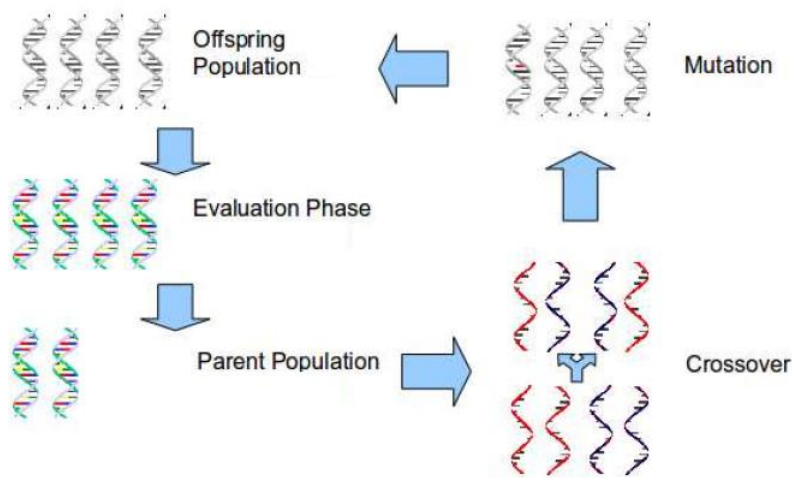 Offspring
Population
Mutation
Evaluation Phase
Parent Population
Crossover